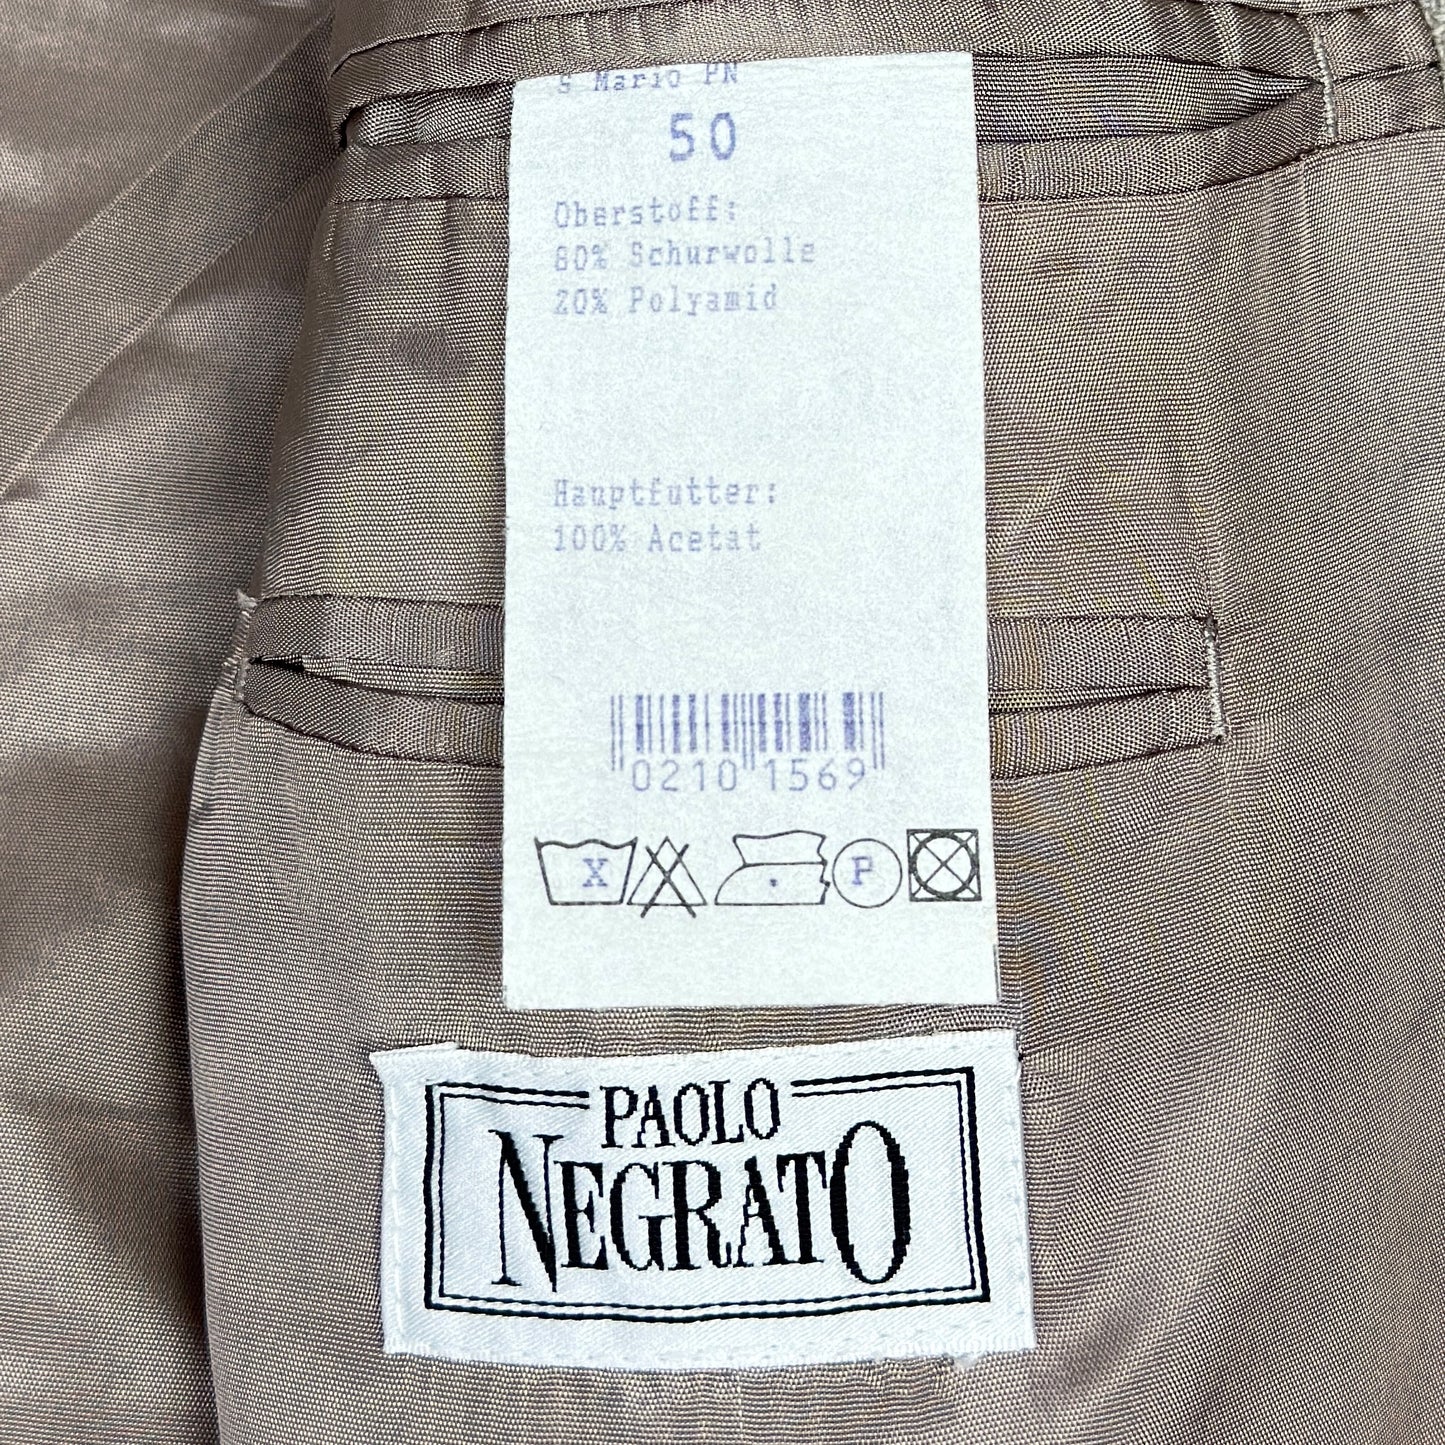 S Mario PN
50
Oberstoff:
80% Schurwolle
20% Polyamid
Hauptfutter:
100% Acetat
0210 1569
X P
PAOLO
NEGRATO